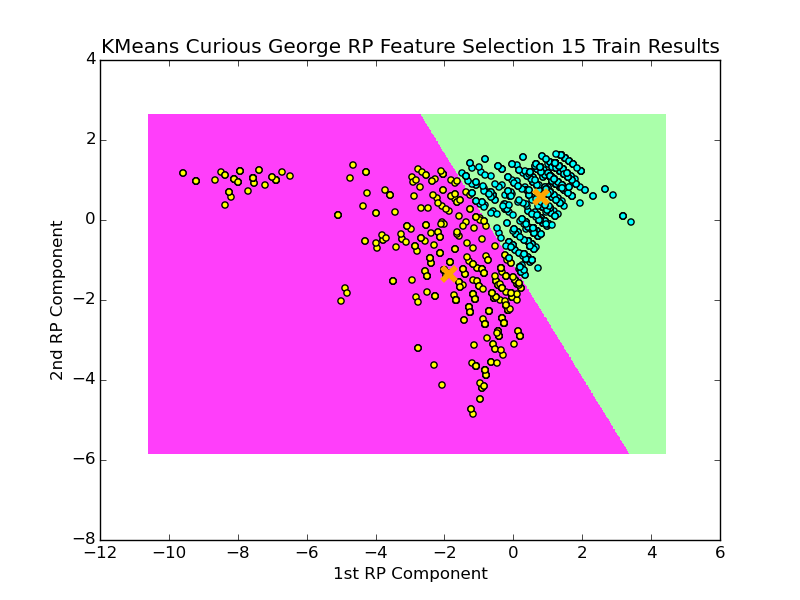 KMeans Curious George RP Feature Selection 15 Train Results
4
2
0
−2
−4
−6
−8
2nd RP Component
−12 −10 −8 −6 −4 −2 0 2 4 6
1st RP Component